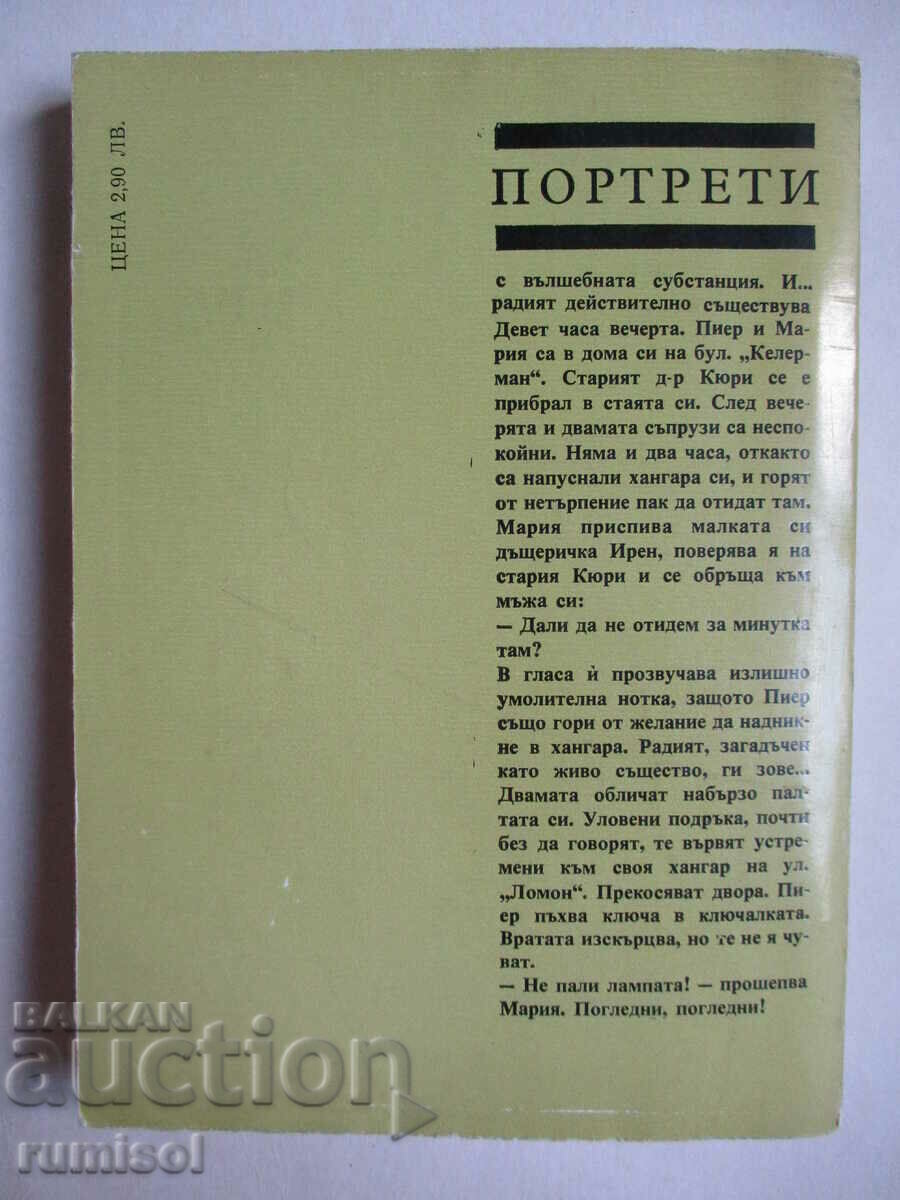 ЦЕНА 2,90 ЛВ.
ПОРТРЕТИ
с вълшебната субстанция. И...
радият действително съществува
Девет часа вечерта. Пиер и Ма-
рия са в дома си на бул. „Келер-
ман“. Старият д-р Кюри се е
прибрал в стаята си. След вече-
рята и двамата съпрузи са неспо-
койни. Няма и два часа, откакто
са напуснали хангара си, и горят
от нетърпение пак да отидат там.
Мария приспива малката си
дъщеричка Ирен, поверява я на
стария Кюри и се обръща към
мъжа си:
— Дали да не отидем за минутка
там?
В гласа ѝ прозвучава излишно
умолителна нотка, защото Пиер
също гори от желание да надник-
не в хангара. Радият, загадъчен
като живо същество, ги зове...
Двамата обличат набързо пал-
тата си. Уловени подръка, почти
без да говорят, те вървят устре-
мени към своя хангар на ул.
„Ломон“. Прекосяват двора. Пи-
ер пъхва ключа в ключалката.
Вратата изскърцва, но те не я чу-
ват.
— Не пали лампата! — прошепва
Мария. Погледни, погледни!
BALKAN
auction
rumisol